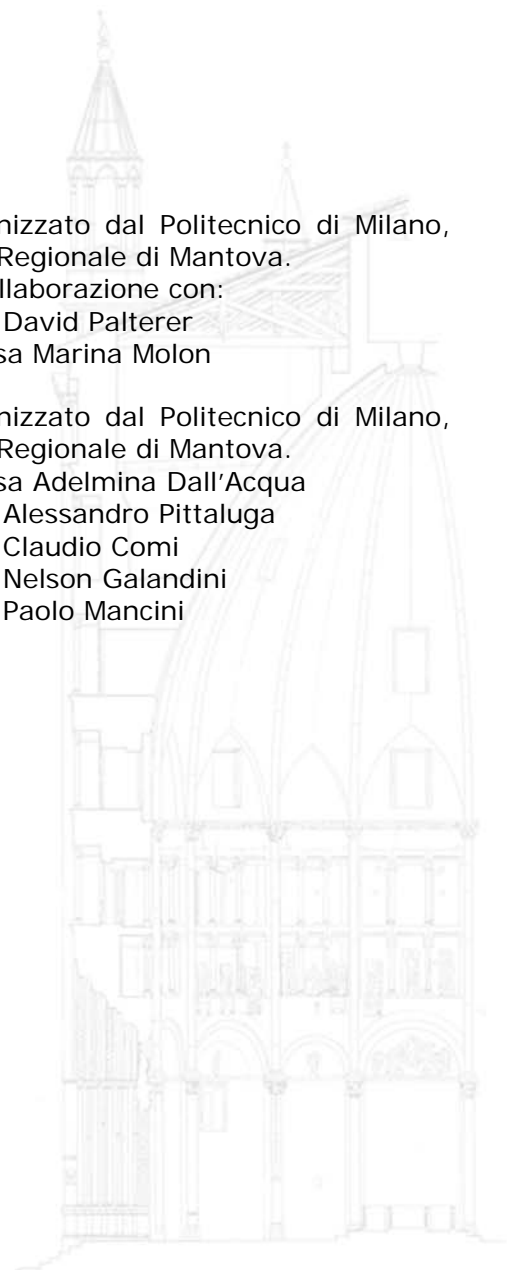 nizzato dal Politecnico di Milano,
Regionale di Mantova.
llaborazione con:
David Palterer
sa Marina Molon
nizzato dal Politecnico di Milano,
Regionale di Mantova.
sa Adelmina Dall'Acqua
Alessandro Pittaluga
Claudio Comi
Nelson Galandini
Paolo Mancini